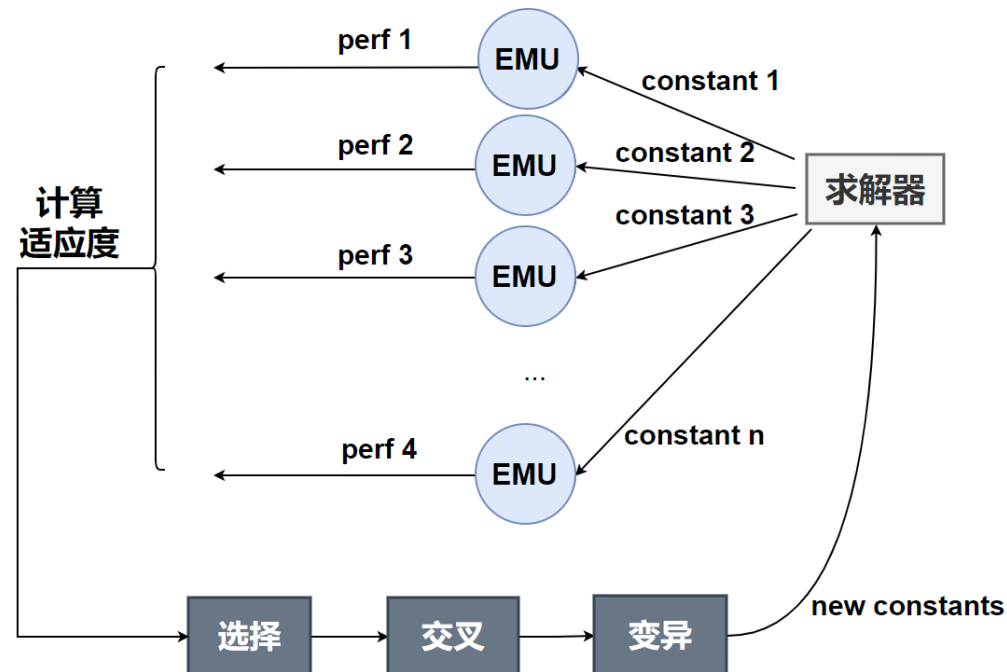 perf 1
EMU
constant 1
perf 2
EMU
constant 2
求解器
计算
适应度
constant 3
perf 3
EMU
...
perf 4
EMU
constant n
new constants
选择
交叉
变异